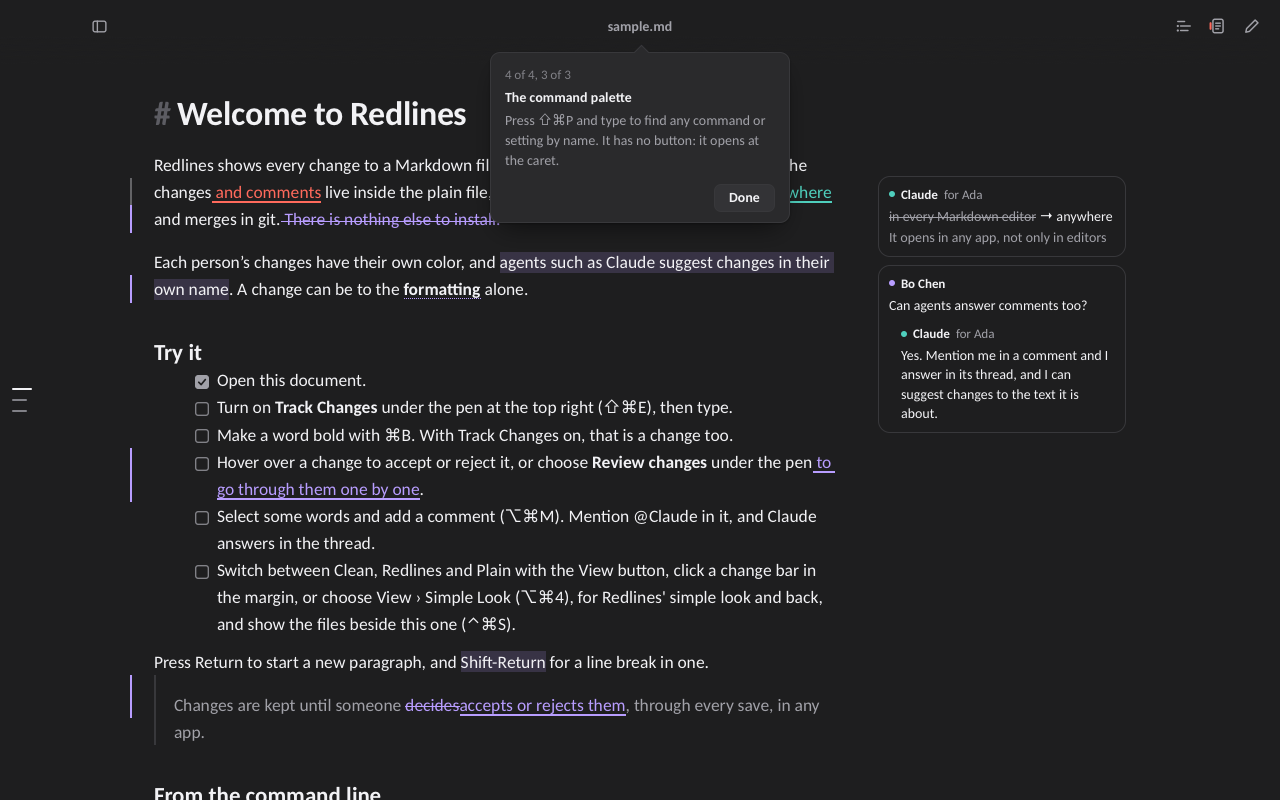 sample.md
4 of 4, 3 of 3
The command palette
Press ⇧⌘P and type to find any command or
setting by name. It has no button: it opens at
the caret.
Done
# Welcome to Redlines
Redlines shows every change to a Markdown
changes and comments live inside the plain file,
and merges in git. There is nothing else to install.
Each person’s changes have their own color, and agents such as Claude suggest changes in their
own name. A change can be to the formatting alone.
Try it
Open this document.
Turn on Track Changes under the pen at the top right (⇧⌘E), then type.
Make a word bold with ⌘B. With Track Changes on, that is a change too.
Hover over a change to accept or reject it, or choose Review changes under the pen to
go through them one by one.
Select some words and add a comment (⌥⌘M). Mention @Claude in it, and Claude
answers in the thread.
Switch between Clean, Redlines and Plain with the View button, click a change bar in
the margin, or choose View › Simple Look (⌥⌘4), for Redlines' simple look and back,
and show the files beside this one (^⌘S).
Press Return to start a new paragraph, and Shift-Return for a line break in one.
Changes are kept until someone decidesaccepts or rejects them, through every save, in any
app.
From the command line
Claude for Ada
in every Markdown editor → anywhere
It opens in any app, not only in editors
Bo Chen
Can agents answer comments too?
Claude for Ada
Yes. Mention me in a comment and I
answer in its thread, and I can
suggest changes to the text it is
about.